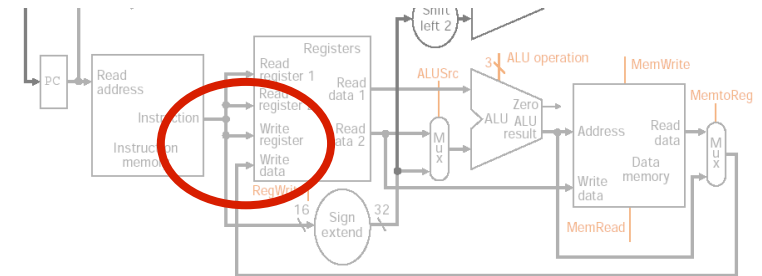 Shift
left 2
PC
Read
address
Instruction
Instruction
memory
Registers
Read
register 1
Read
register 2
Write
register
Write
data
Read
data 1
Read
data 2
RegWrite
16
Sign
extend
32
ALUSrc
M
u
x
3
ALU operation
Zero
ALU
ALU
result
MemWrite
Address
Read
data
Data
memory
Write
data
MemRead
MemtoReg
M
u
x